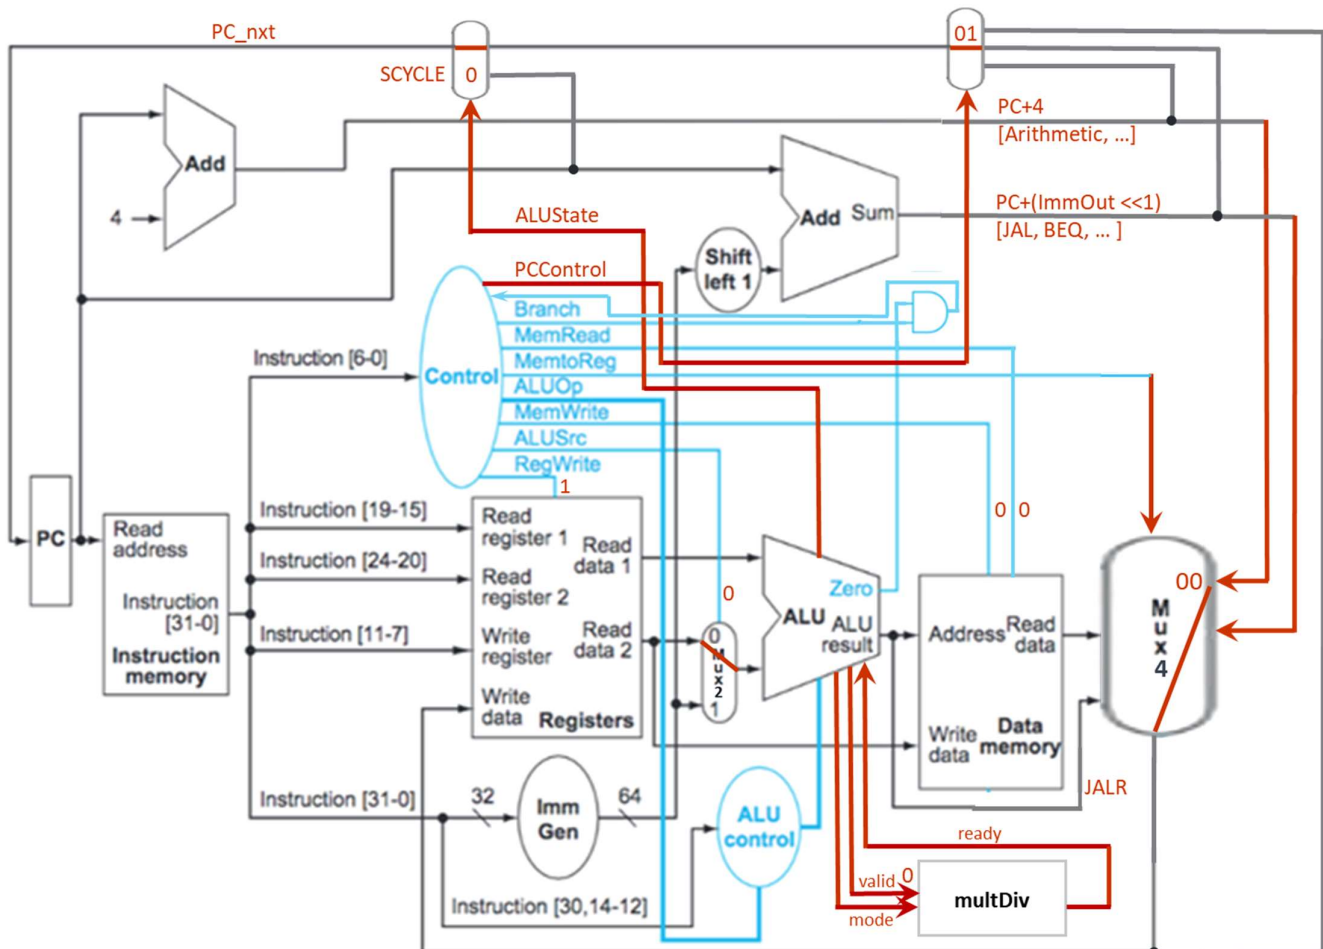 PC_nxt
01
SCYCLE
0
PC+4
[Arithmetic, ...]
Add
4
ALUState
PC+(ImmOut <<1)
[JAL, BEQ, ... ]
Add Sum
Shift
left 1
PCControl
Branch
MemRead
MemtoReg
ALUOp
MemWrite
ALUSrc
RegWrite
Control
Instruction [6-0]
1
0
0
0
PC
Read
address
Instruction
[31-0]
Instruction
memory
Instruction [19-15]
Instruction [24-20]
Instruction [11-7]
Read
register 1
Read
data 1
Read
register 2
Write
register
Read
data 2
Write
data
Registers
0
Mux2
1
Zero
ALU
ALU
result
Address
Read
data
Write
data
Data
memory
00
Mux
4
JALR
Instruction [31-0]
32
Imm
Gen
64
ALU
control
Instruction [30,14-12]
ready
valid
0
mode
multDiv